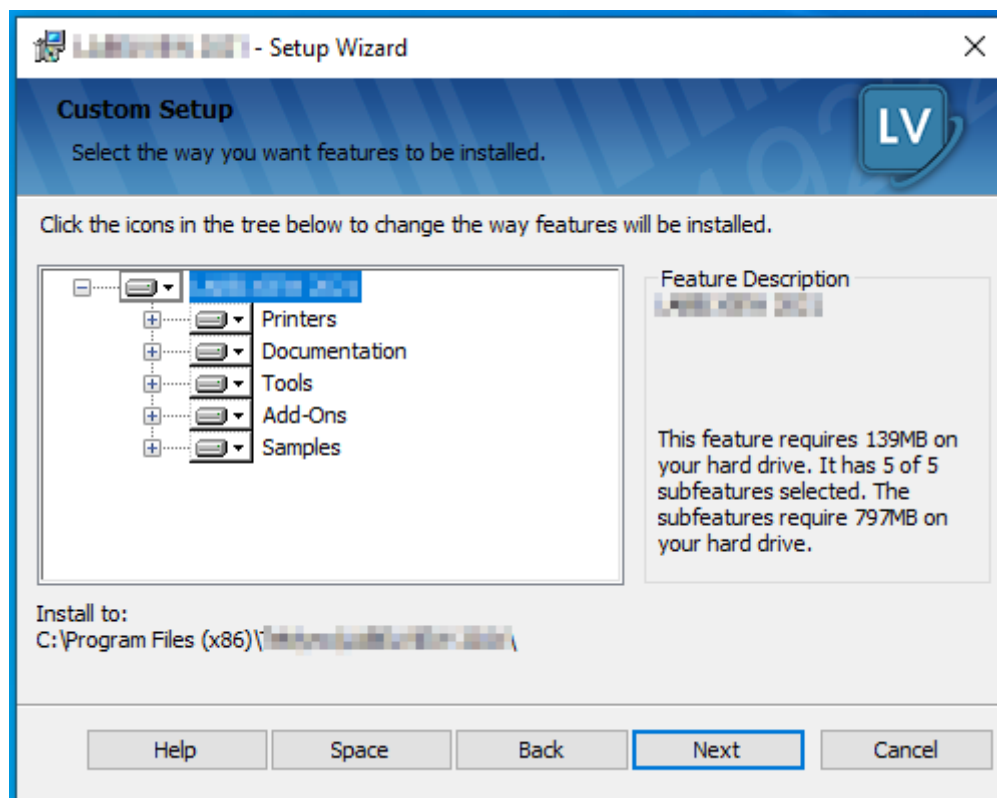 - Setup Wizard
Custom Setup
Select the way you want features to be installed.
LV
Click the icons in the tree below to change the way features will be installed.
Printers
Documentation
Tools
Add-Ons
Samples
Feature Description
This feature requires 139MB on
your hard drive. It has 5 of 5
subfeatures selected. The
subfeatures require 797MB on
your hard drive.
Install to:
C:\Program Files (x86)\
Help
Space
Back
Next
Cancel